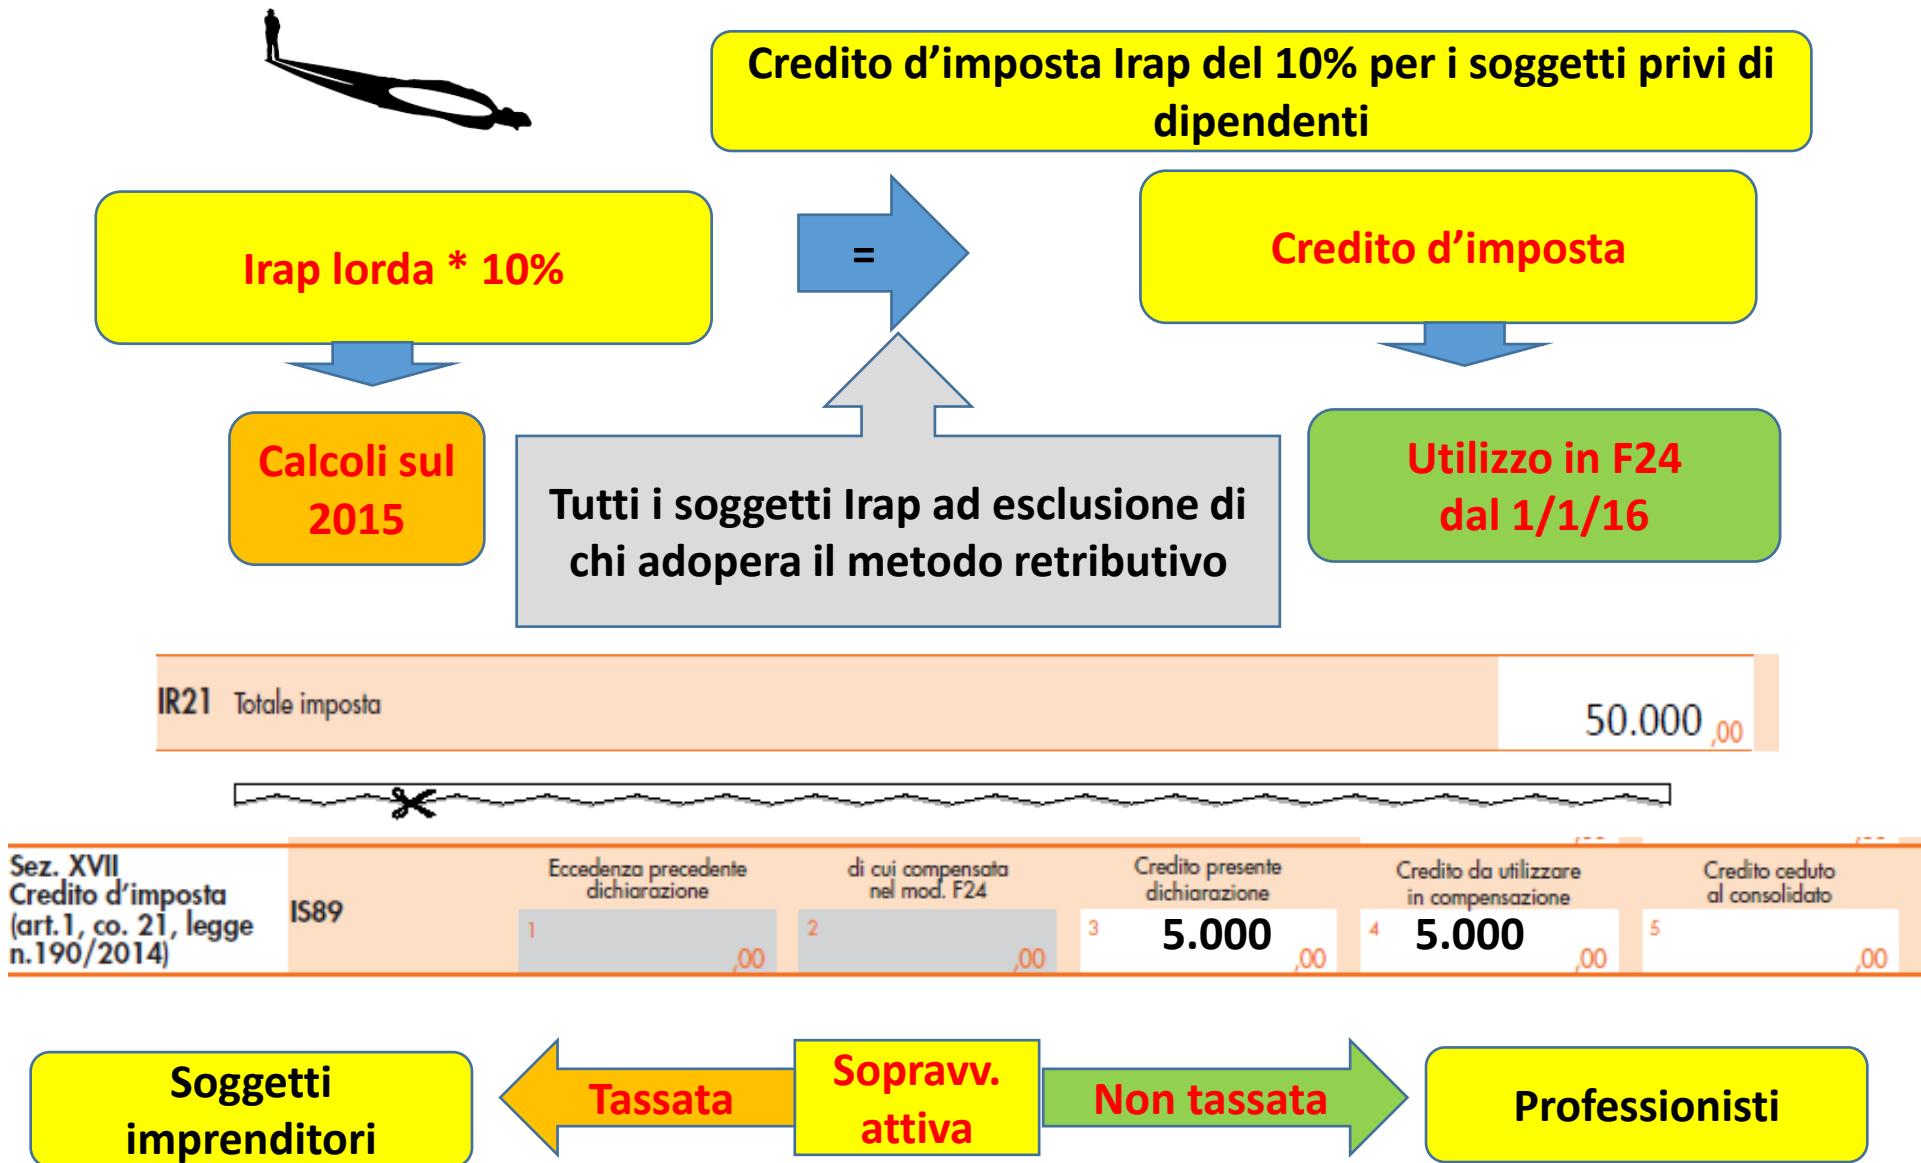 Credito d’imposta Irap del 10% per i soggetti privi di
dipendenti
Irap lorda * 10%
=
Credito d’imposta
Calcoli sul
2015
Tutti i soggetti Irap ad esclusione di
chi adopera il metodo retributivo
Utilizzo in F24
dal 1/1/16
IR21 Totale imposta 50.000 ,00
Sez. XVII
Credito d’imposta
(art.1, co. 21, legge
n.190/2014)
IS89
Eccedenza precedente
dichiarazione
1 ,00
di cui compensata
nel mod. F24
2 ,00
Credito presente
dichiarazione
3 5.000 ,00
Credito da utilizzare
in compensazione
4 5.000 ,00
Credito ceduto
al consolidato
5 ,00
Soggetti
imprenditori
Tassata
Sopravv.
attiva
Non tassata
Professionisti